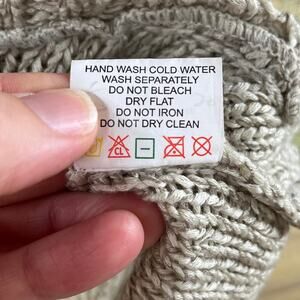 HAND WASH COLD WATER
WASH SEPARATELY
DO NOT BLEACH
DRY FLAT
DO NOT IRON
DO NOT DRY CLEAN
CL